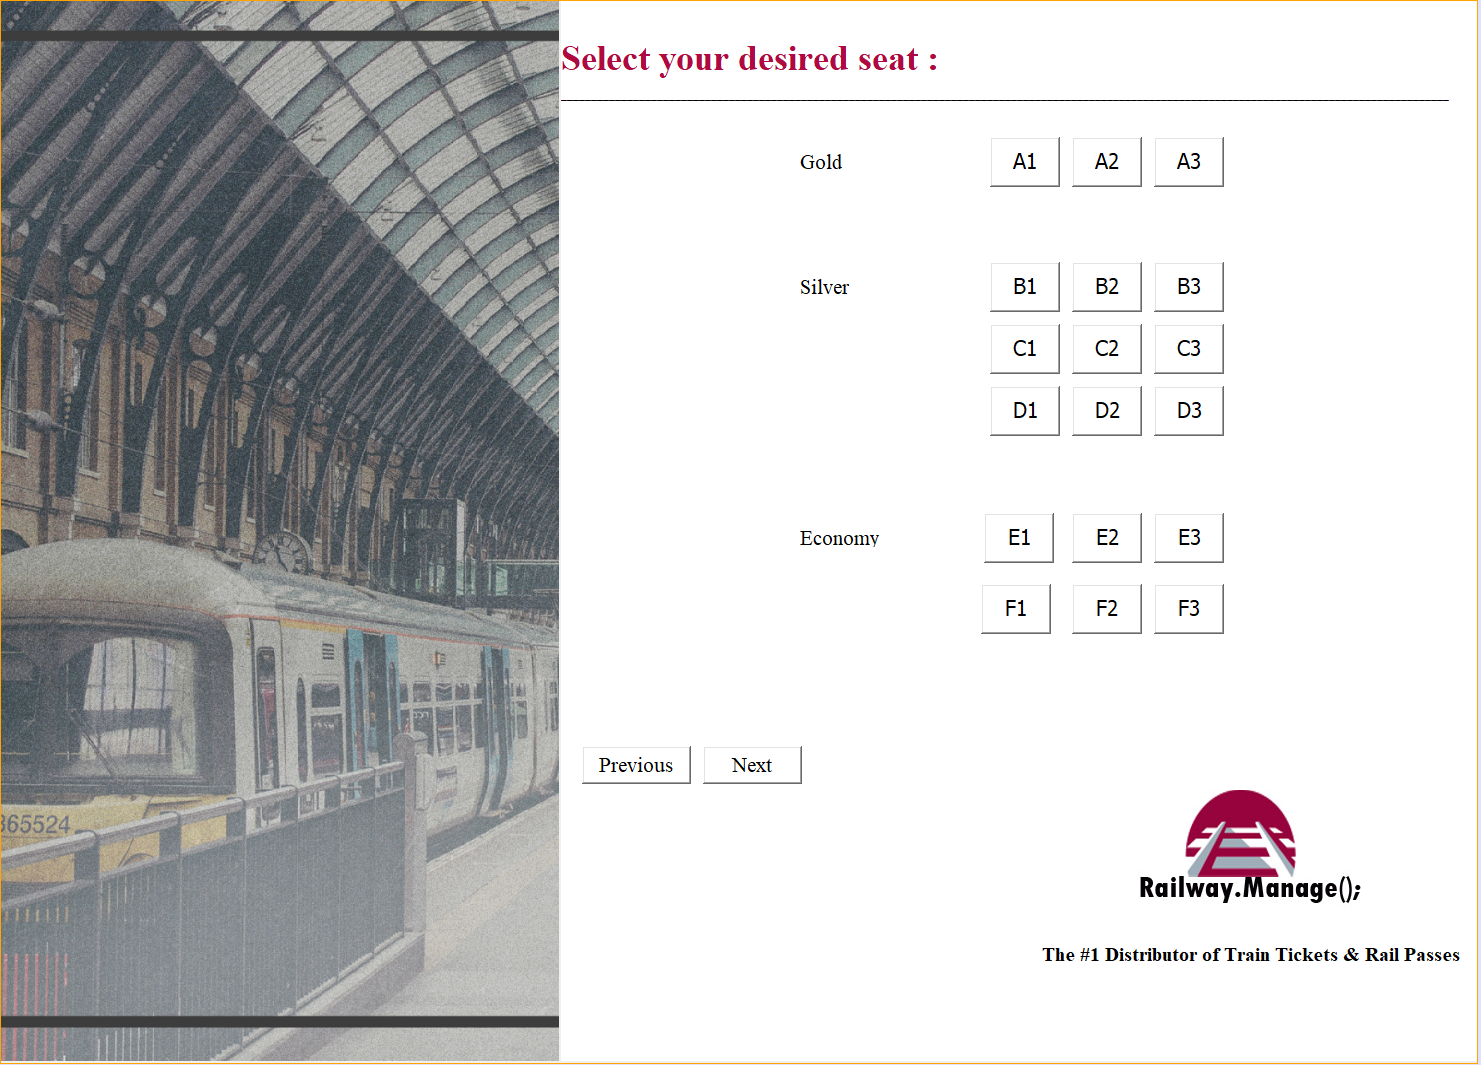 Select your desired seat :
Gold A1 A2 A3
Silver B1 B2 B3
C1 C2 C3
D1 D2 D3
Economy E1 E2 E3
F1 F2 F3
Previous Next
365524
Railway.Manage();
The #1 Distributor of Train Tickets & Rail Passes